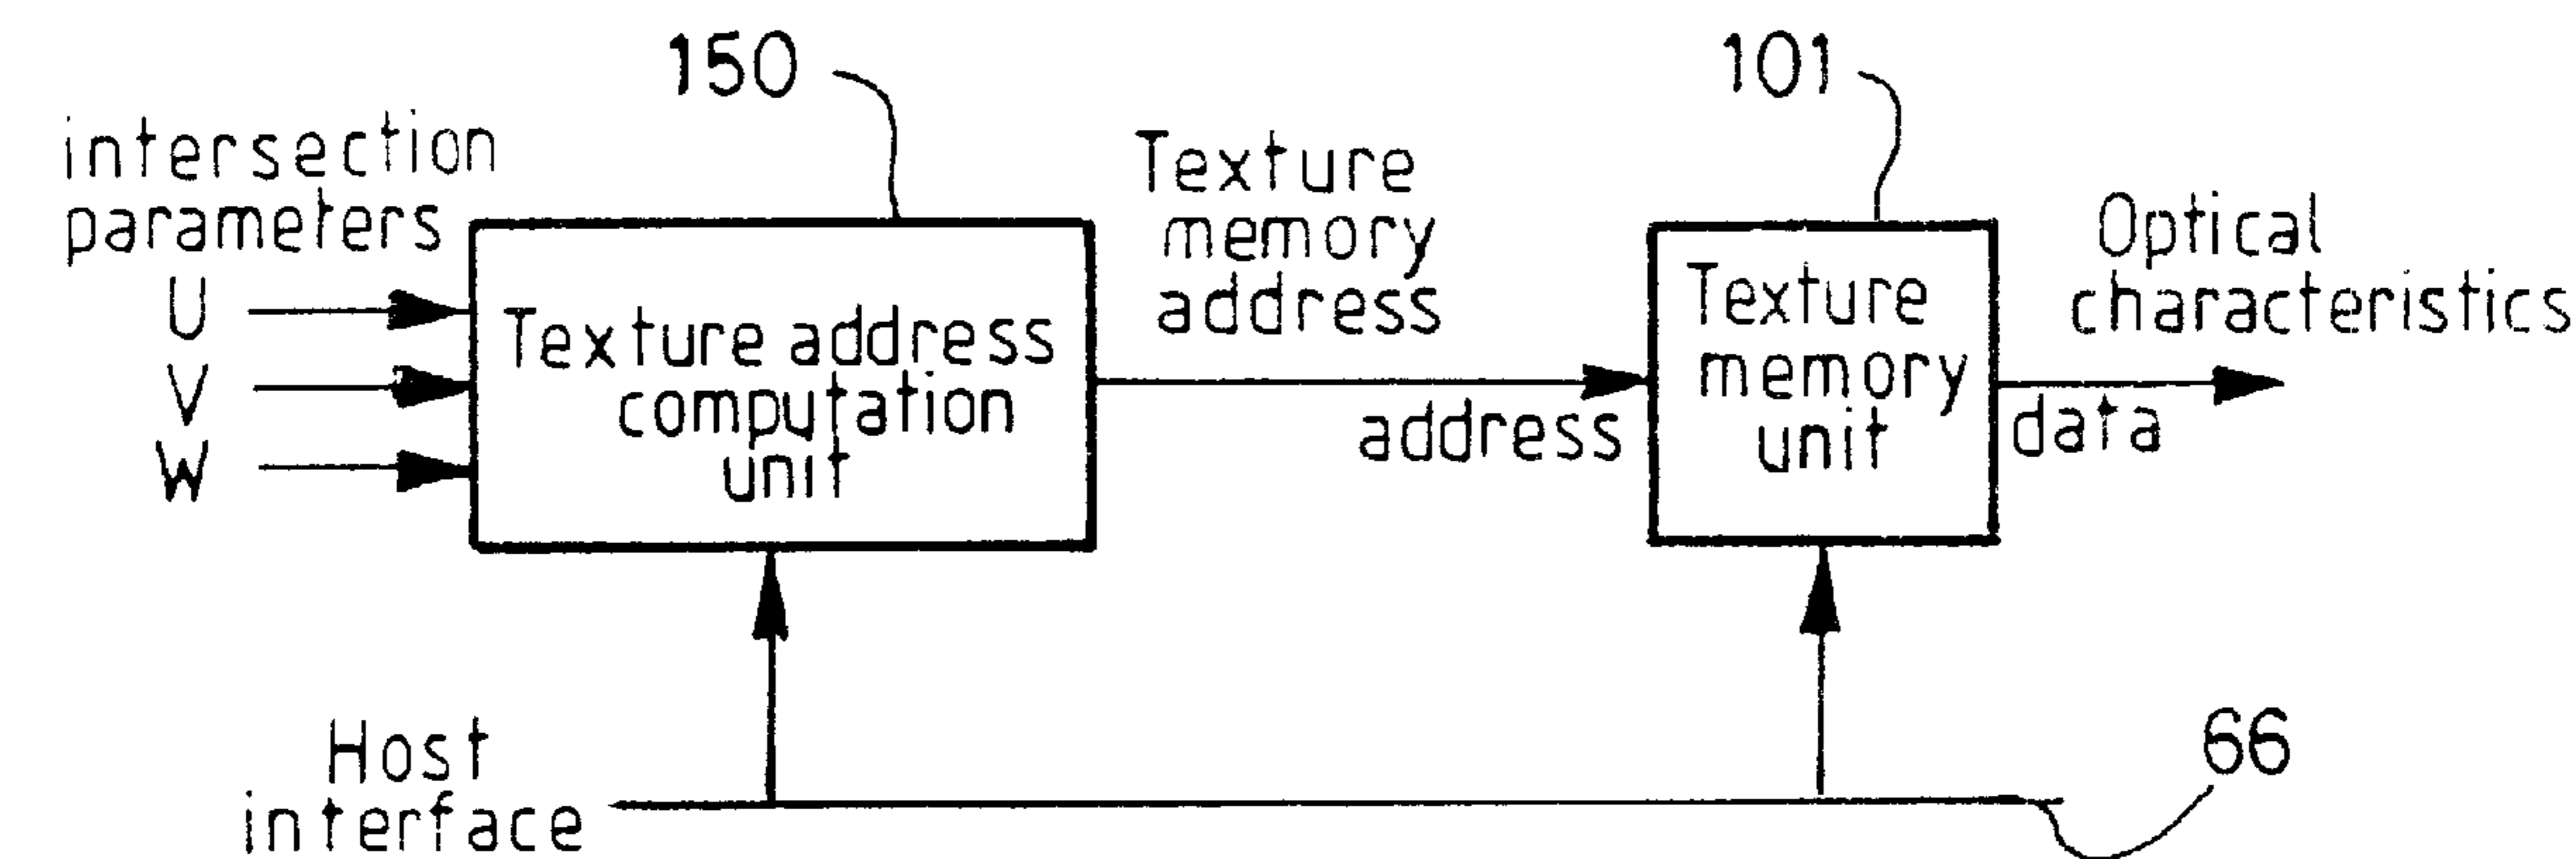 150
101
intersection
parameters
U
V
W
Texture address
computation
unit
Texture
memory
address
address
Texture
memory
unit
Optical
characteristics
data
Host
interface
66